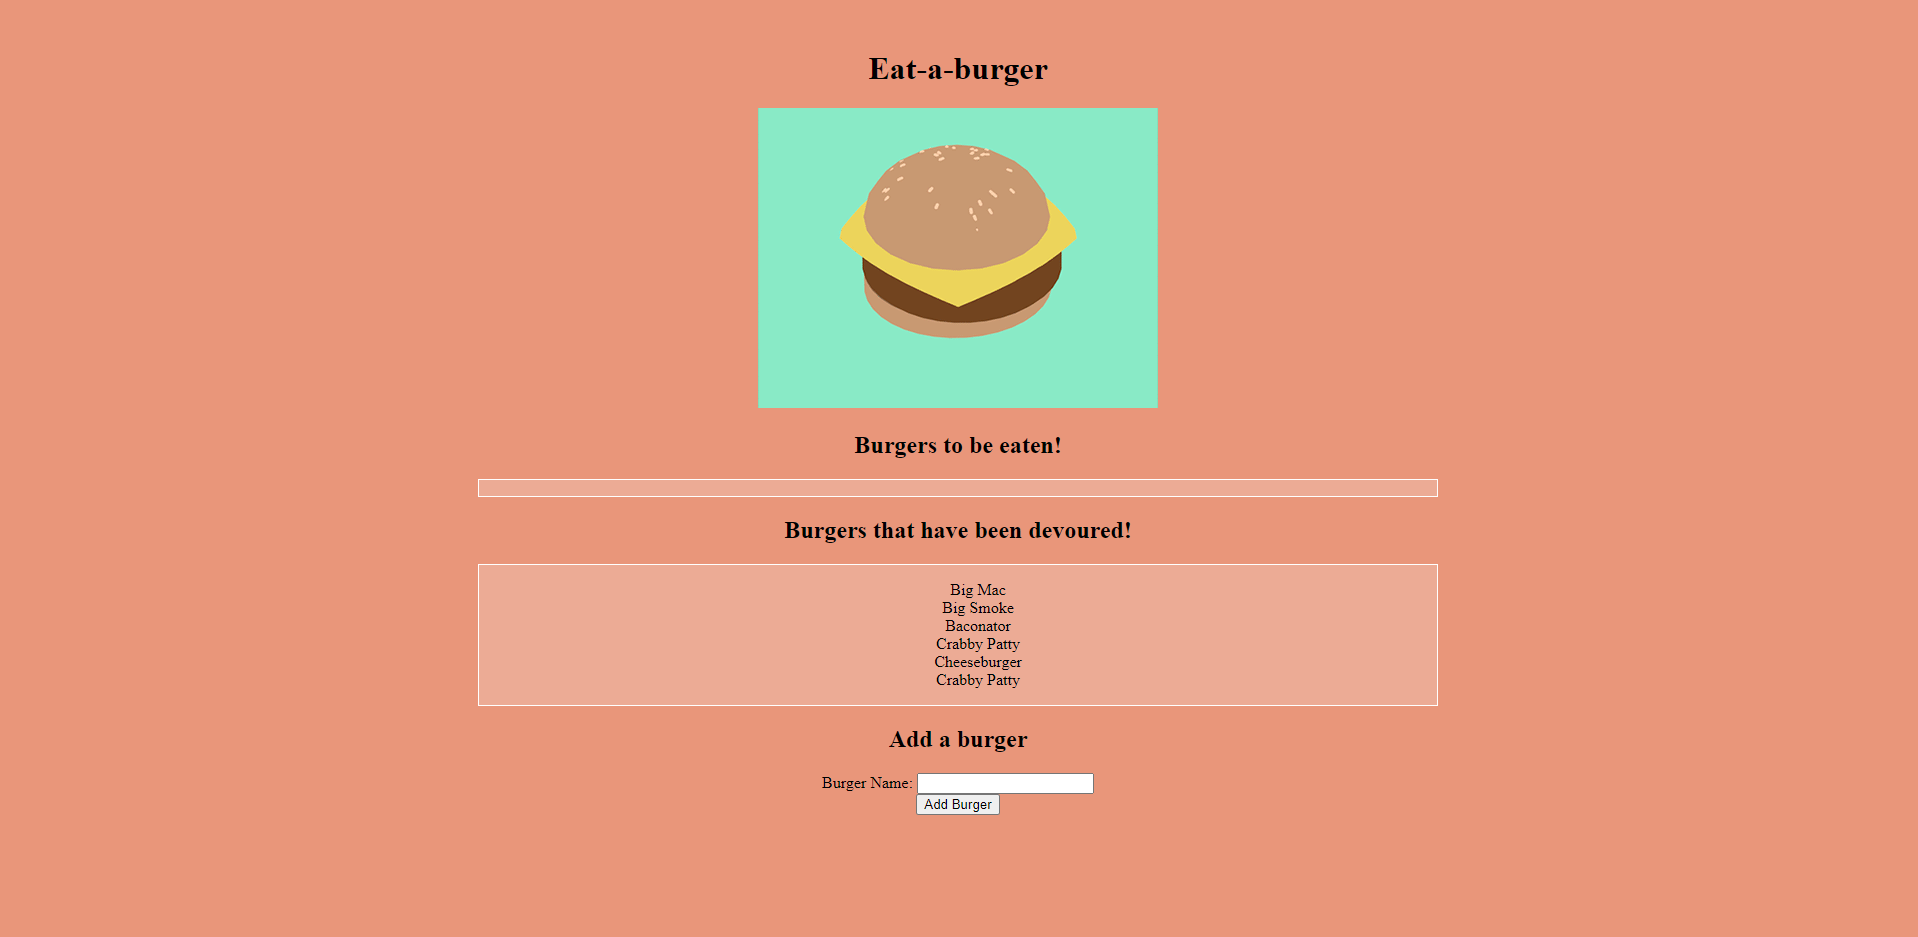 Eat-a-burger
Burgers to be eaten!
Burgers that have been devoured!
Big Mac
Big Smoke
Baconator
Crabby Patty
Cheeseburger
Crabby Patty
Add a burger
Burger Name:
Add Burger